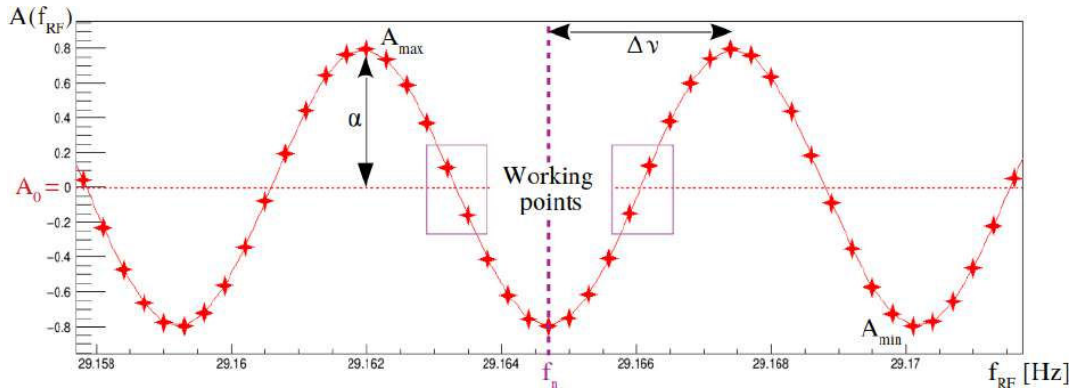 A(f_RF)
A_max
Δν
0.8
0.6
0.4
α
0.2
A_0 = 0
Working
points
-0.2
-0.4
-0.6
-0.8
A_min
29.158 29.16 29.162 29.164 29.166 29.168 29.17
f_n
f_RF [Hz]